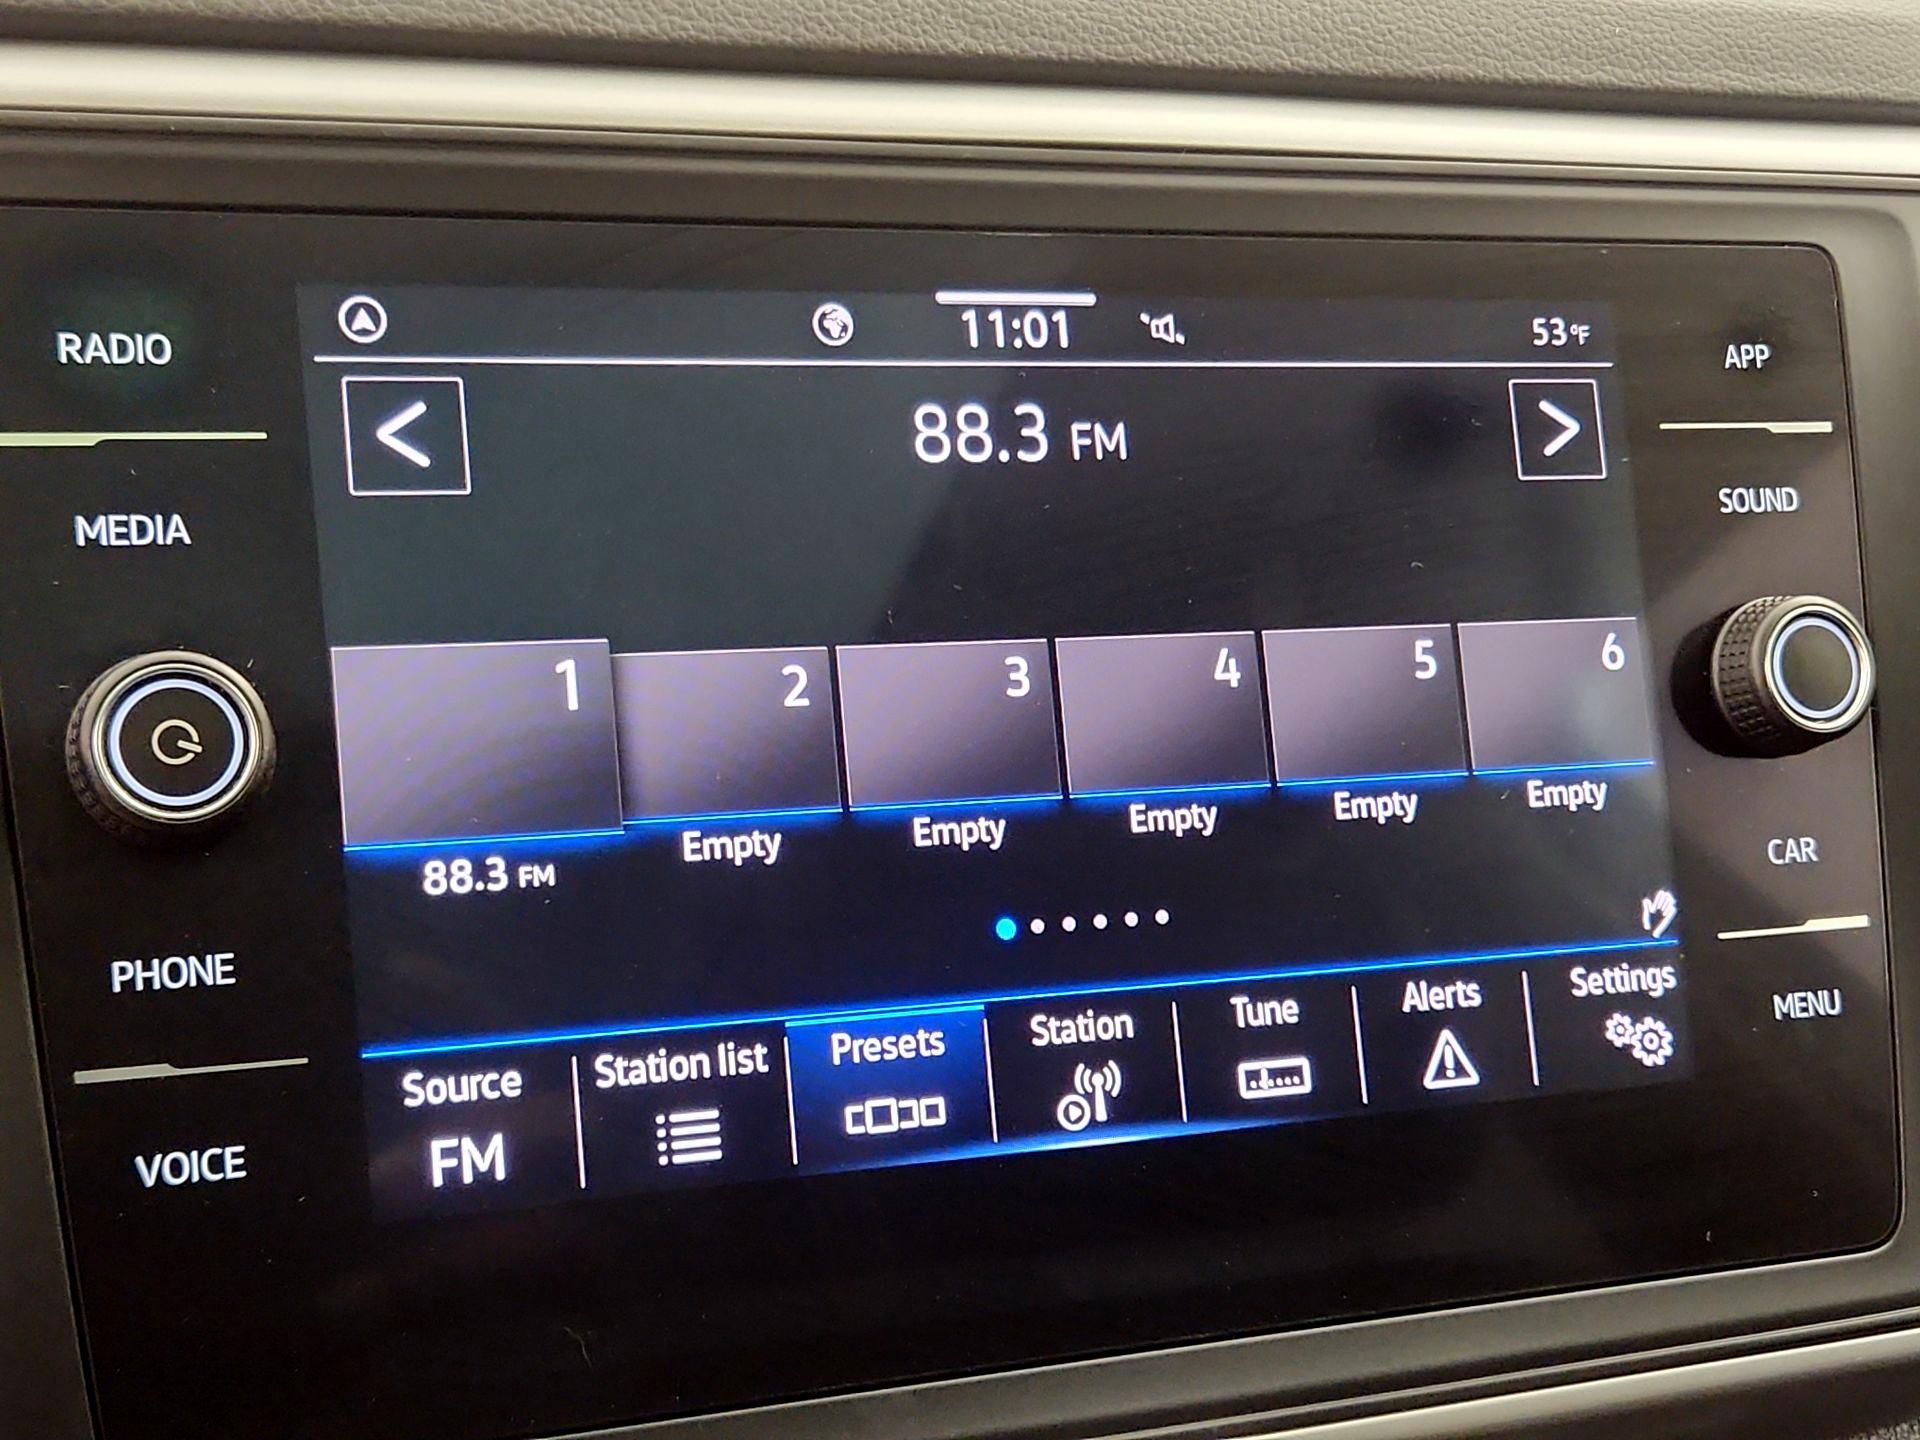 RADIO
MEDIA
PHONE
VOICE
11:01
53°F
88.3 FM
1
2
3
4
5
6
88.3 FM
Empty
Empty
Empty
Empty
Empty
Source
FM
Station list
Presets
Station
Tune
Alerts
Settings
APP
SOUND
CAR
MENU